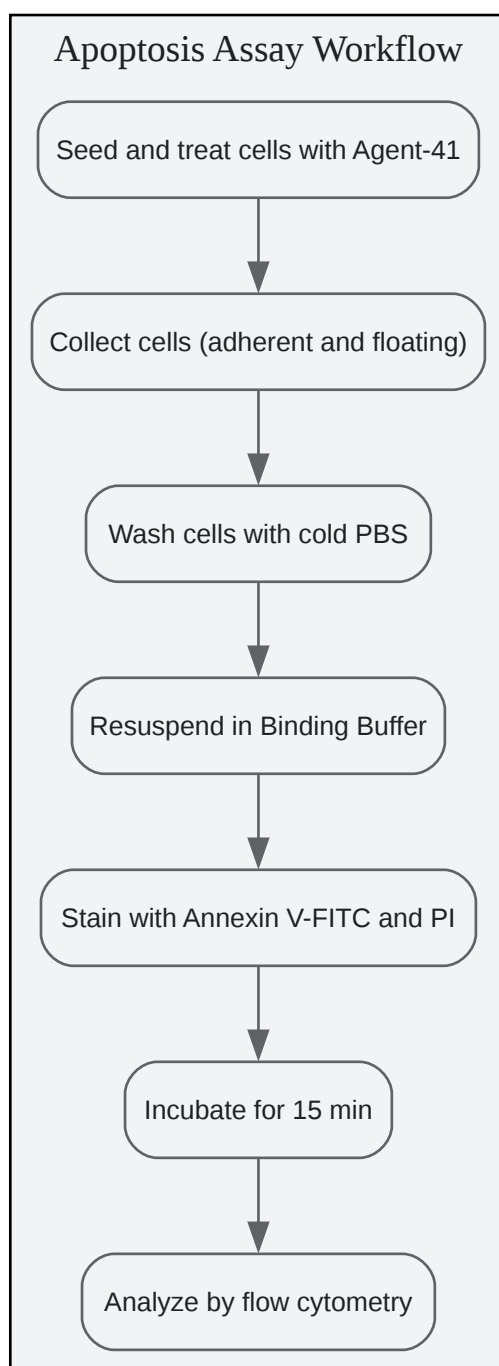 Apoptosis Assay Workflow
Seed and treat cells with Agent-41
Collect cells (adherent and floating)
Wash cells with cold PBS
Resuspend in Binding Buffer
Stain with Annexin V-FITC and PI
Incubate for 15 min
Analyze by flow cytometry